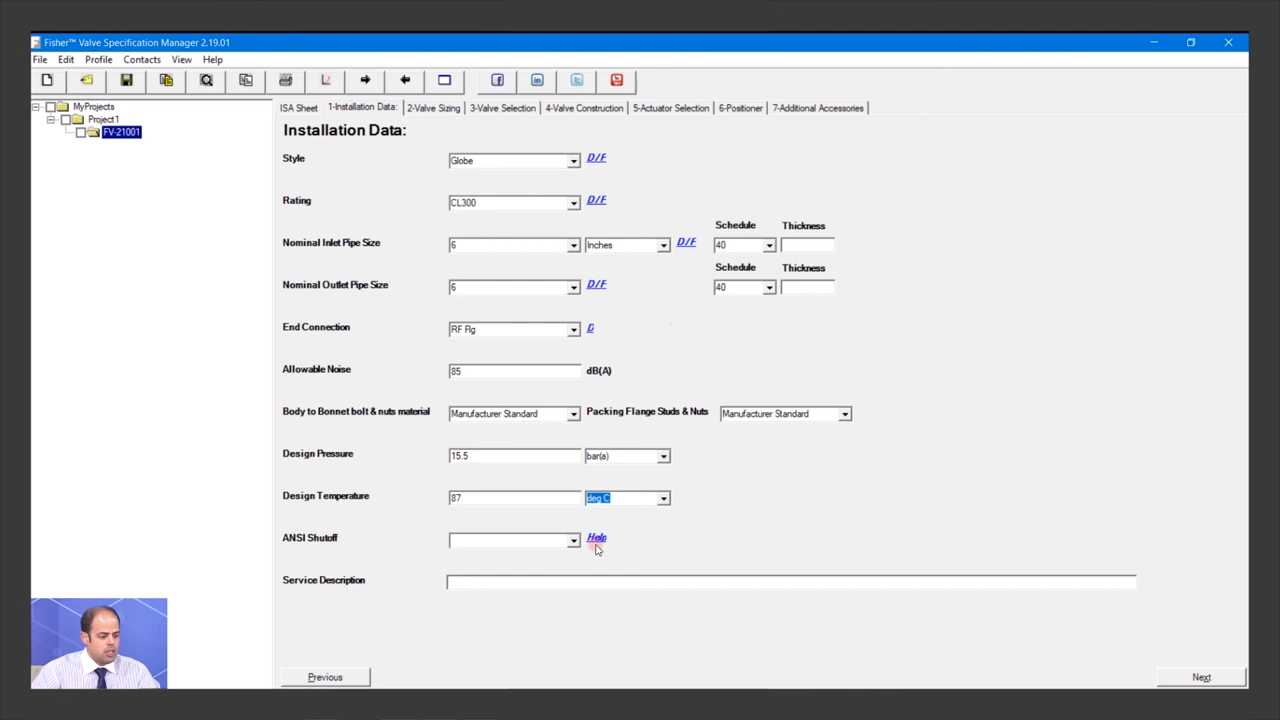 Fisher™ Valve Specification Manager 2.19.01
File Edit Profile Contacts View Help
MyProjects
Project1
FV-21001
ISA Sheet 1-Installation Data: 2-Valve Sizing 3-Valve Selection 4-Valve Construction 5-Actuator Selection 6-Positioner 7-Additional Accessories
Installation Data:
Style Globe D/F
Rating CL300 D/F
Schedule Thickness
Nominal Inlet Pipe Size 6 Inches D/F 40
Schedule Thickness
Nominal Outlet Pipe Size 6 D/F 40
End Connection RF Flg D
Allowable Noise 85 dB(A)
Body to Bonnet bolt & nuts material Manufacturer Standard Packing Flange Studs & Nuts Manufacturer Standard
Design Pressure 15.5 bar(a)
Design Temperature 87 deg C
ANSI Shutoff Help
Service Description
Previous Next